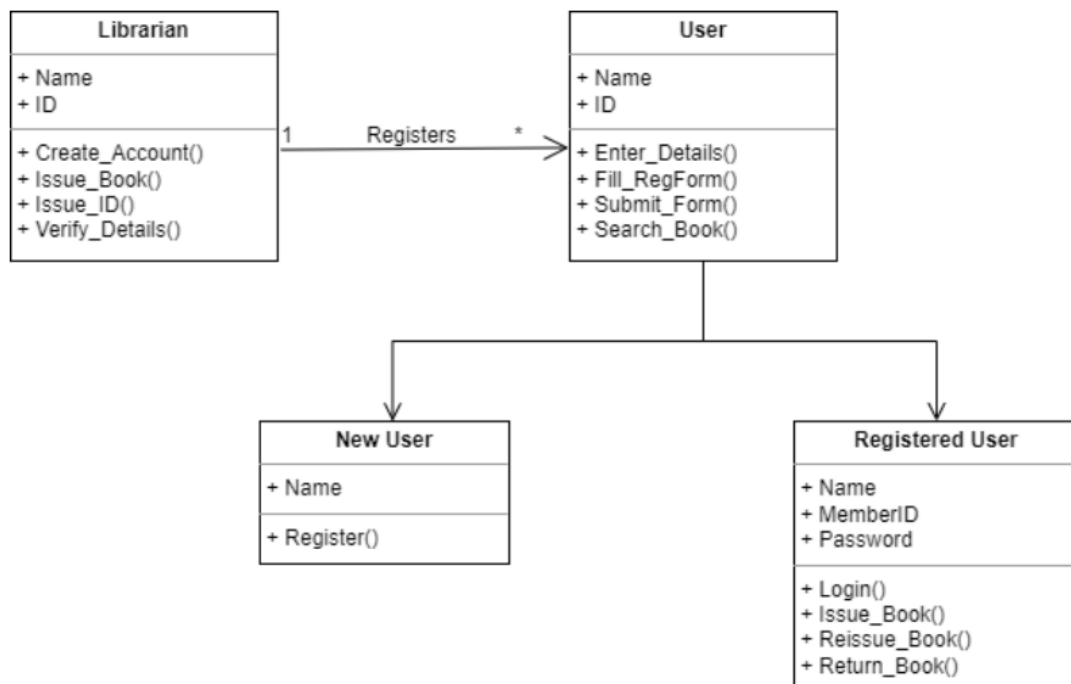 Librarian
+ Name
+ ID
+ Create_Account()
+ Issue_Book()
+ Issue_ID()
+ Verify_Details()
1 Registers *
User
+ Name
+ ID
+ Enter_Details()
+ Fill_RegForm()
+ Submit_Form()
+ Search_Book()
New User
+ Name
+ Register()
Registered User
+ Name
+ MemberID
+ Password
+ Login()
+ Issue_Book()
+ Reissue_Book()
+ Return_Book()